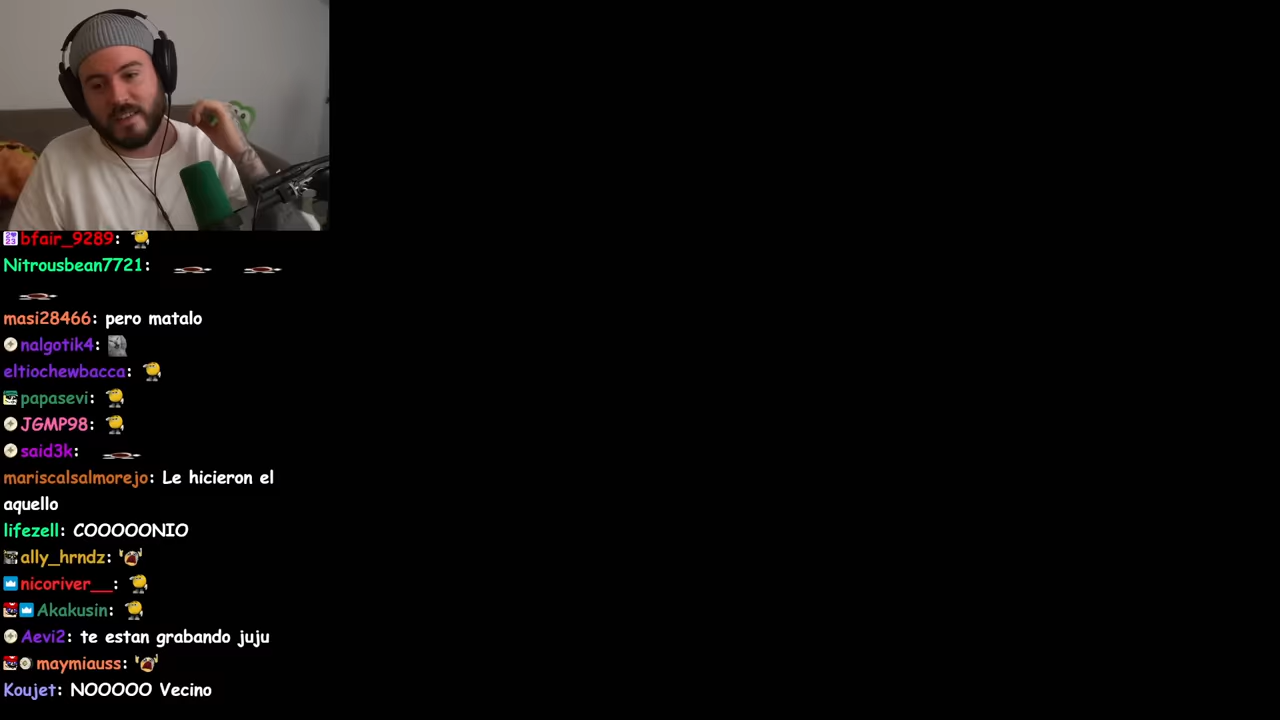 bfair_9289:
Nitrousbean7721:
masi28466: pero matalo
nalgotik4:
eltiochewbacca:
papasevi:
JGMP98:
said3k:
mariscalsalmorejo: Le hicieron el
aquello
lifezell: COOOOONIO
ally_hrndz:
nicoriver__:
Akakusin:
Aevi2: te estan grabando juju
maymiauss:
Koujet: NOOOOO Vecino